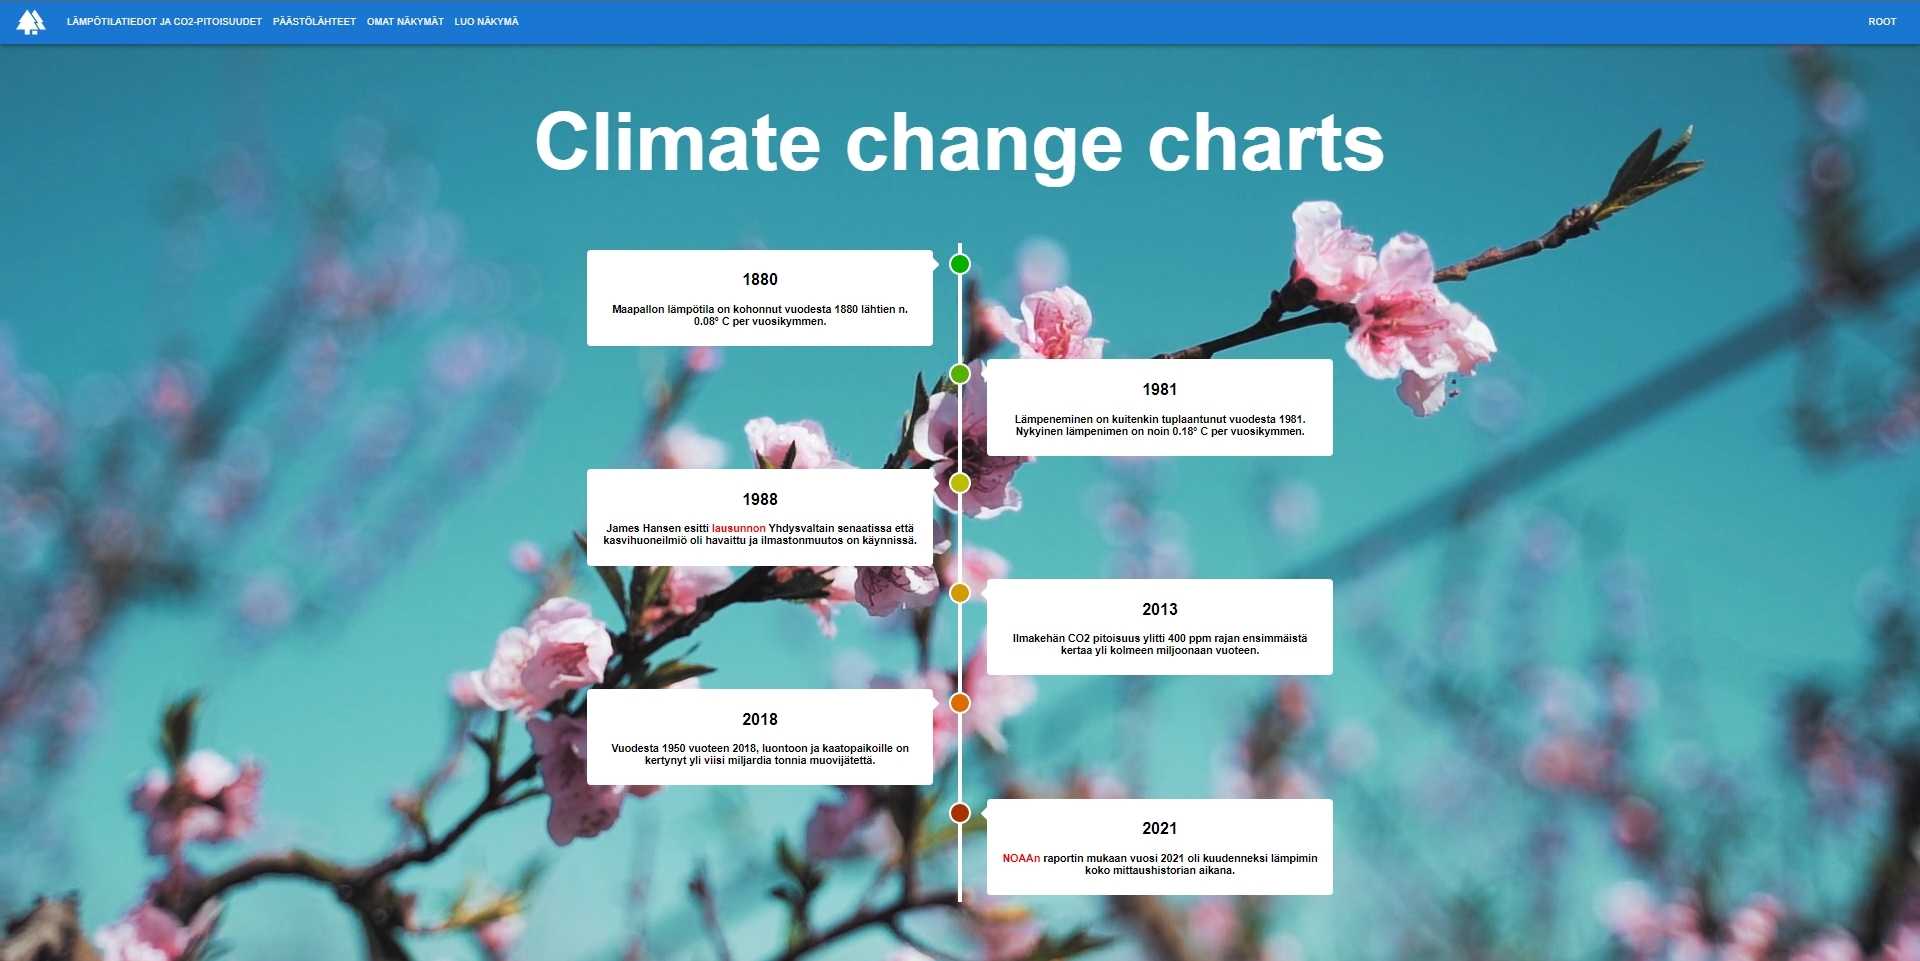 LÄMPÖTILATIEDOT JA CO2-PITOISUUDET PÄÄSTÖLÄHTEET OMAT NÄKYMÄT LUO NÄKYMÄ ROOT
Climate change charts
1880
Maapallon lämpötila on kohonnut vuodesta 1880 lähtien n.
0.08° C per vuosikymmen.
1981
Lämpeneminen on kuitenkin tuplaantunut vuodesta 1981.
Nykyinen lämpenimen on noin 0.18° C per vuosikymmen.
1988
James Hansen esitti lausunnon Yhdysvaltain senaatissa että
kasvihuoneilmiö oli havaittu ja ilmastonmuutos on käynnissä.
2013
Ilmakehän CO2 pitoisuus ylitti 400 ppm rajan ensimmäistä
kertaa yli kolmeen miljoonaan vuoteen.
2018
Vuodesta 1950 vuoteen 2018, luontoon ja kaatopaikoille on
kertynyt yli viisi miljardia tonnia muovijätettä.
2021
NOAAn raportin mukaan vuosi 2021 oli kuudenneksi lämpimin
koko mittaushistorian aikana.